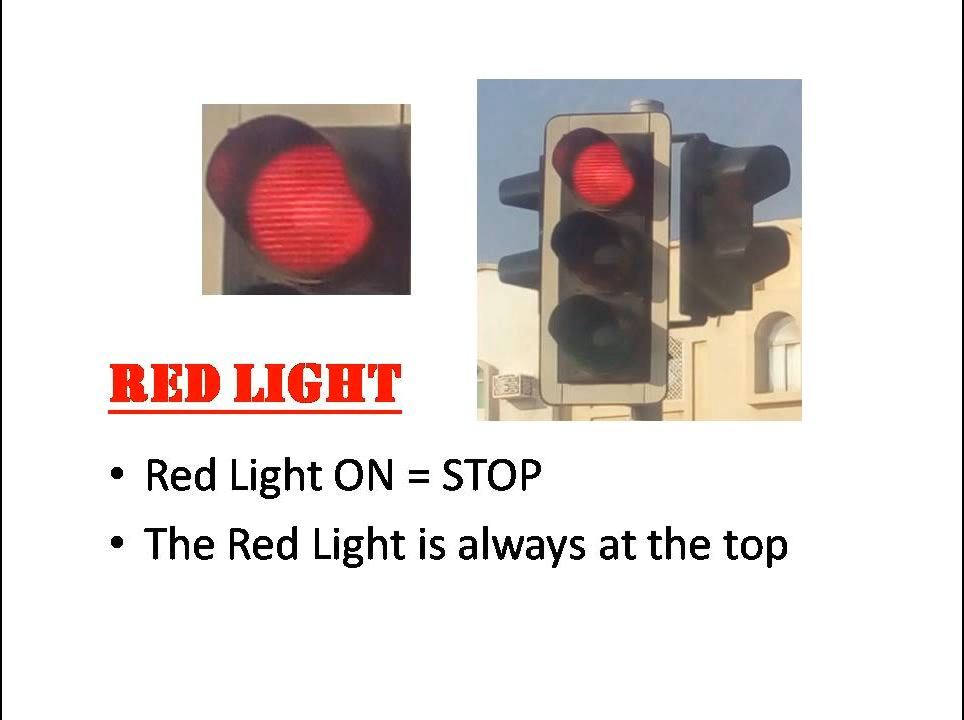 RED LIGHT
• Red Light ON = STOP
• The Red Light is always at the top